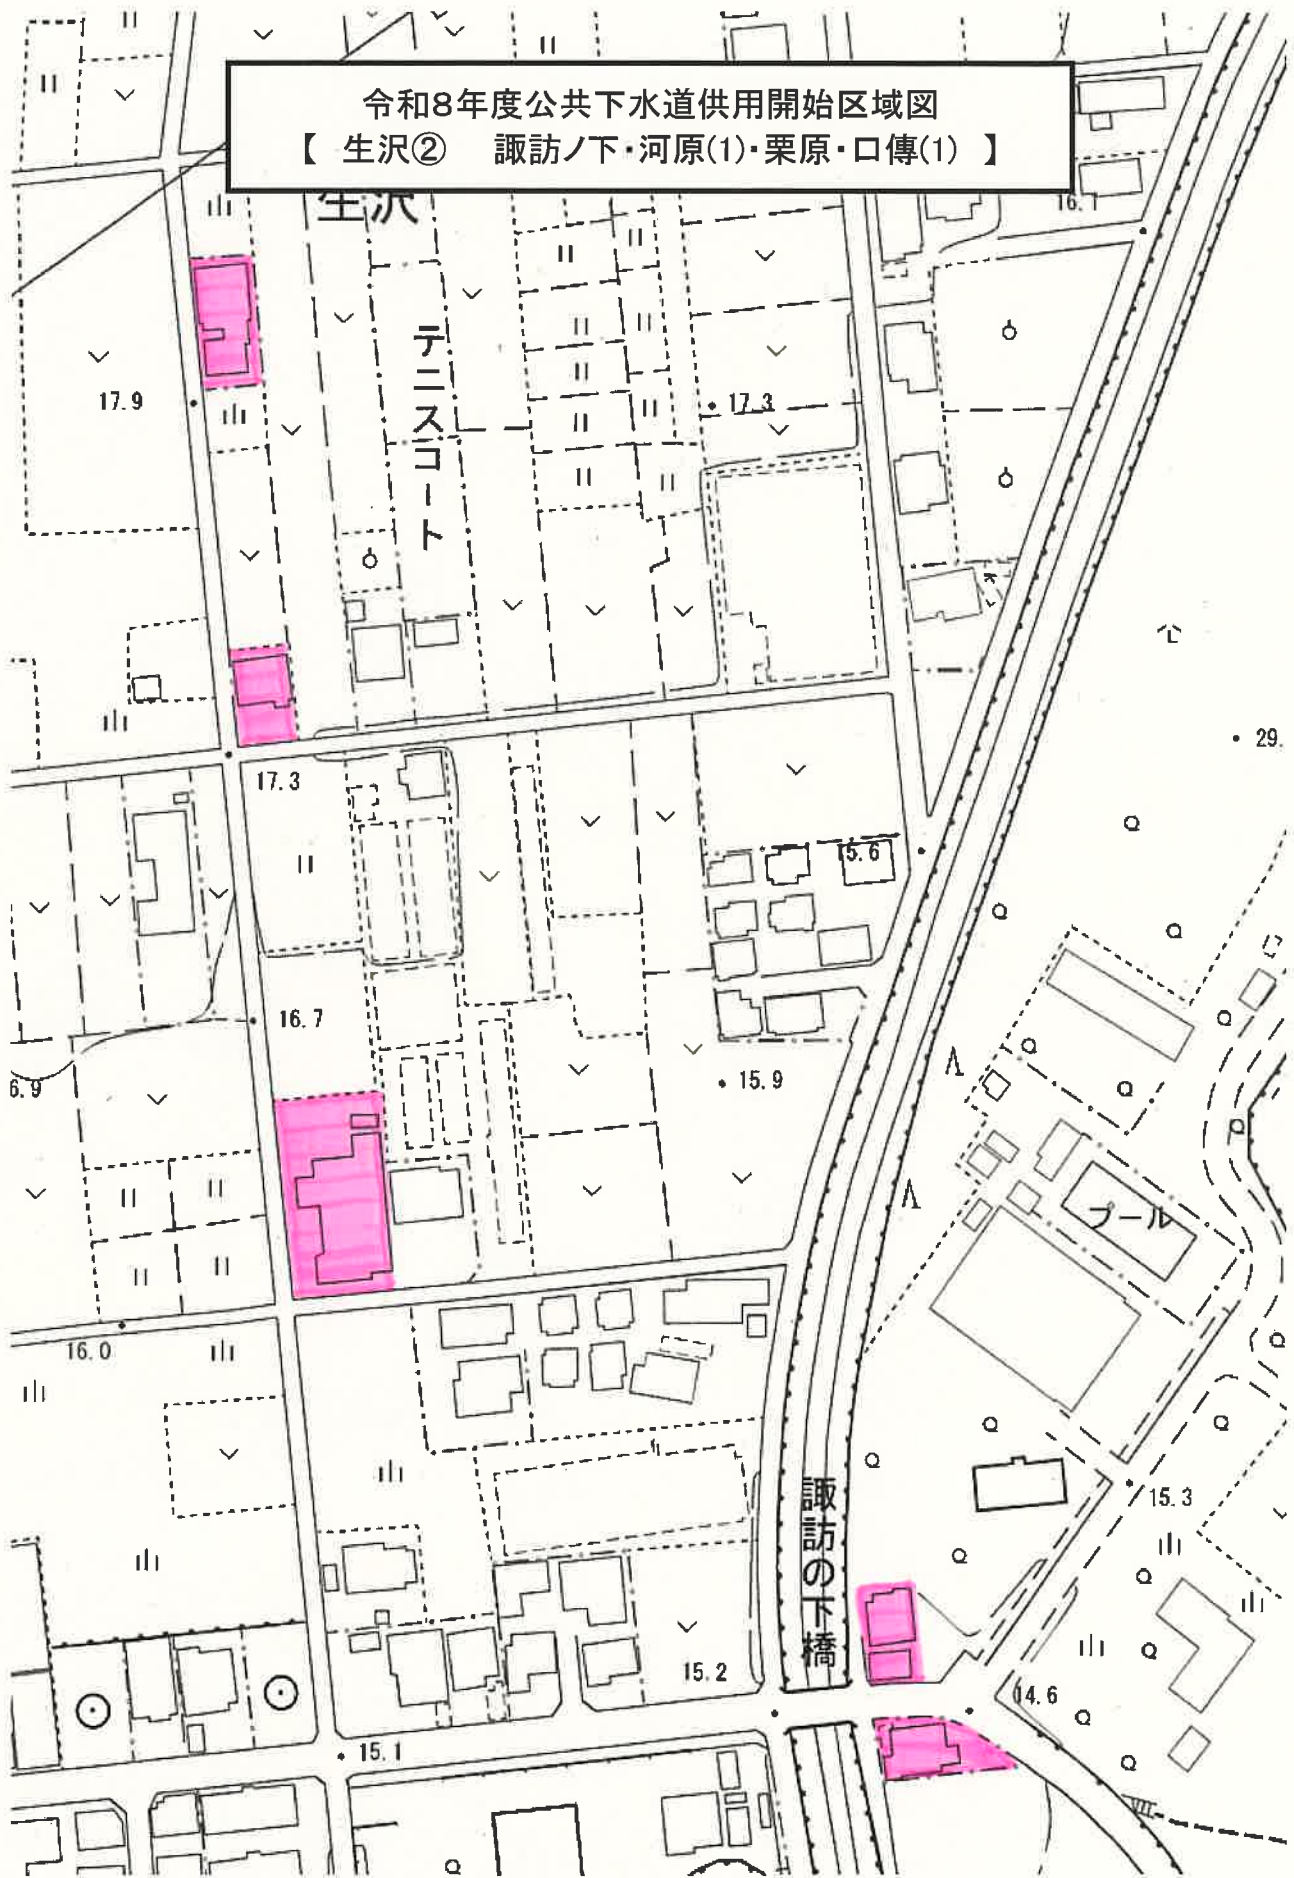 令和8年度公共下水道供用開始区域図
【 生沢② 諏訪ノ下・河原(1)・栗原・口傳(1) 】
生沢
16.1
テニスコート
17.9
17.3
29.
17.3
15.6
16.7
15.9
6.9
プール
16.0
諏訪の下橋
15.3
15.2
14.6
15.1